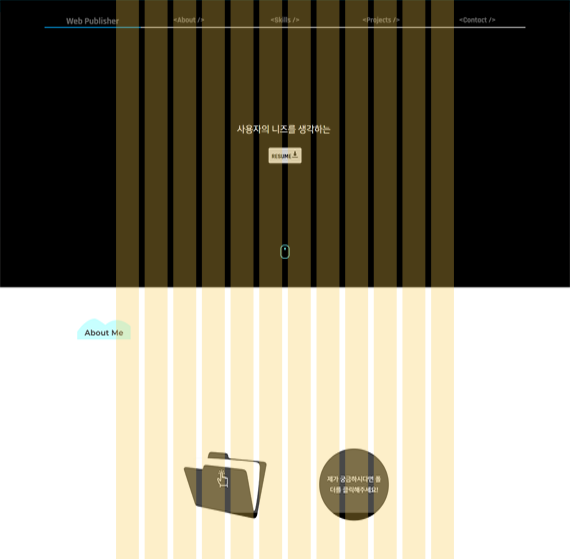 Web Publisher
<About />
<Skills />
<Projects />
<Contact />
사용자의 니즈를 생각하는
RESUME
About Me
제가 궁금하시다면 폴
더를 클릭해주세요!